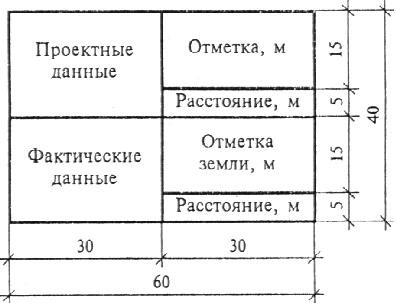 Проектные
данные
Отметка, м
15
Расстояние, м
5
40
Фактические
данные
Отметка
земли, м
15
Расстояние, м
5
30
30
60